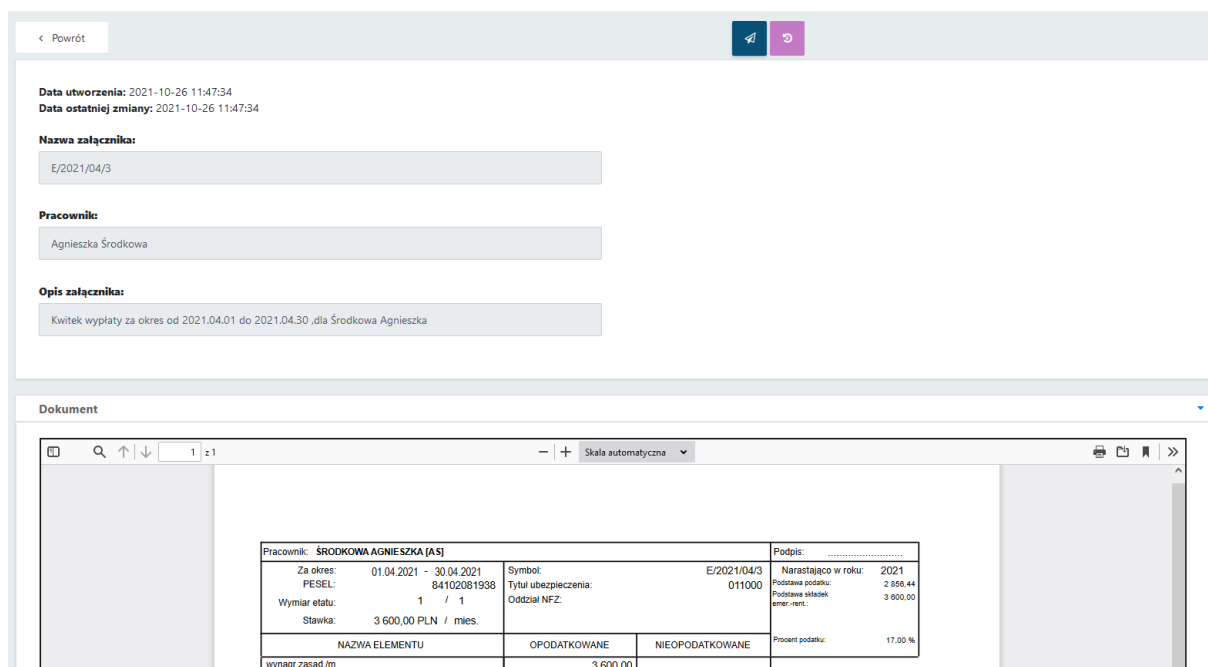 Powrót
Data utworzenia: 2021-10-26 11:47:34
Data ostatniej zmiany: 2021-10-26 11:47:34
Nazwa załącznika:
E/2021/04/3
Pracownik:
Agnieszka Środkowa
Opis załącznika:
Kwitek wypłaty za okres od 2021.04.01 do 2021.04.30 ,dla Środkowa Agnieszka
Dokument
1 z 1 Skala automatyczna
Pracownik: ŚRODKOWA AGNIESZKA [AS] Podpis: ...........................
Za okres: 01.04.2021 - 30.04.2021 Symbol: E/2021/04/3 Narastająco w roku: 2021
PESEL: 84102081938 Tytuł ubezpieczenia: 011000 Podstawa podatku: 2 856,44
Wymiar etatu: 1 / 1 Oddział NFZ: Podstawa składek 3 600,00
emer.-rent.:
Stawka: 3 600,00 PLN / mies.
NAZWA ELEMENTU OPODATKOWANE NIEOPODATKOWANE Procent podatku: 17,00 %
wynagr.zasad./m 3 600,00